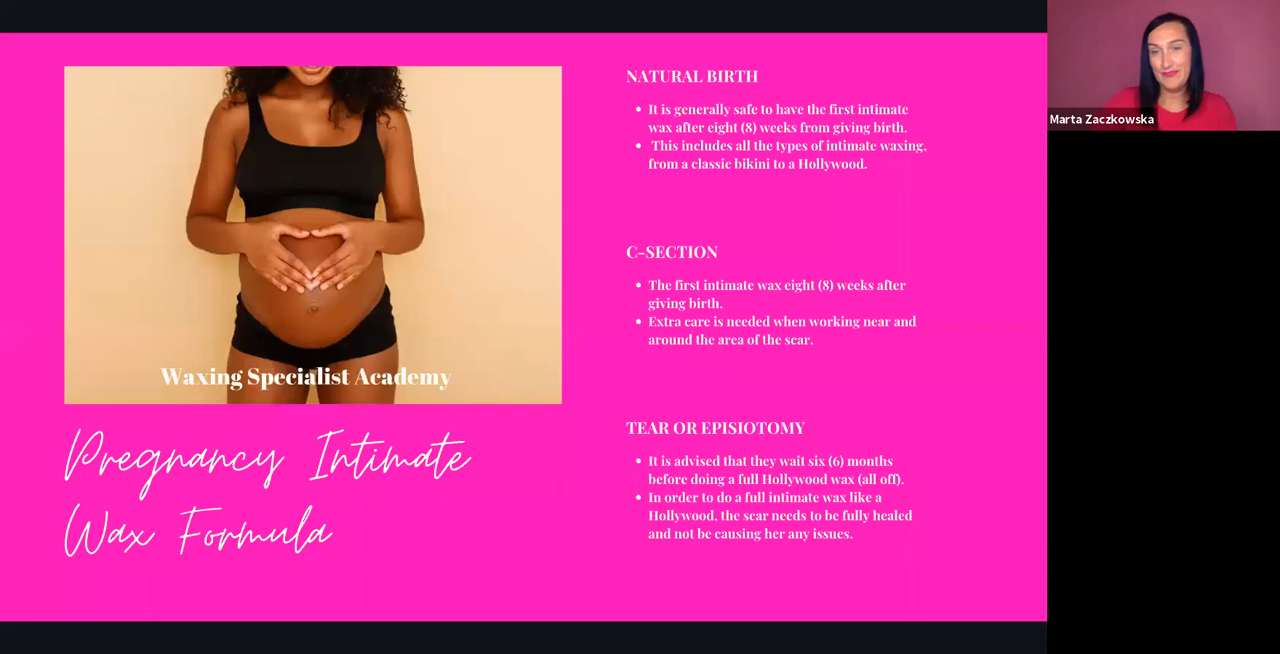 Waxing Specialist Academy
Pregnancy Intimate
Wax Formula
NATURAL BIRTH
• It is generally safe to have the first intimate
wax after eight (8) weeks from giving birth.
• This includes all the types of intimate waxing,
from a classic bikini to a Hollywood.
C-SECTION
• The first intimate wax eight (8) weeks after
giving birth.
• Extra care is needed when working near and
around the area of the scar.
TEAR OR EPISIOTOMY
• It is advised that they wait six (6) months
before doing a full Hollywood wax (all off).
• In order to do a full intimate wax like a
Hollywood, the scar needs to be fully healed
and not be causing her any issues.
Marta Zaczkowska